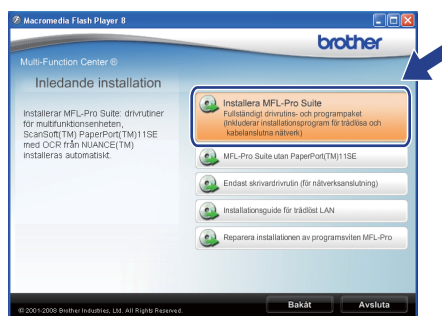 Macromedia Flash Player 8
brother
Multi-Function Center ®
Inledande installation
Installerar MFL-Pro Suite: drivrutiner
för multifunktionsenheten,
ScanSoft(TM) PaperPort(TM)11SE
med OCR från NUANCE(TM)
installeras automatiskt.
Installera MFL-Pro Suite
Fullständigt drivrutins- och programpaket
(Inkluderar installationsprogram för trådlösa och
kabelanslutna nätverk)
MFL-Pro Suite utan PaperPort(TM)11SE
Endast skrivardrivrutin (för nätverksanslutning)
Installationsguide för trådlöst LAN
Reparera installationen av programsviten MFL-Pro
© 2001-2008 Brother Industries, Ltd. All Rights Reserved.
Bakåt
Avsluta